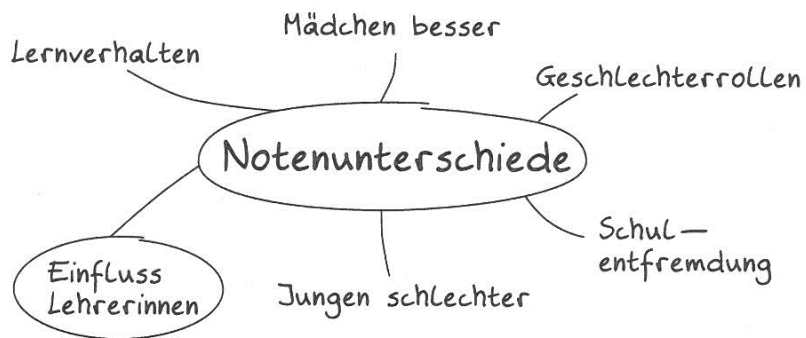 Mädchen besser
Lernverhalten
Geschlechterrollen
Notenunterschiede
Schul–
entfremdung
Einfluss
Lehrerinnen
Jungen schlechter